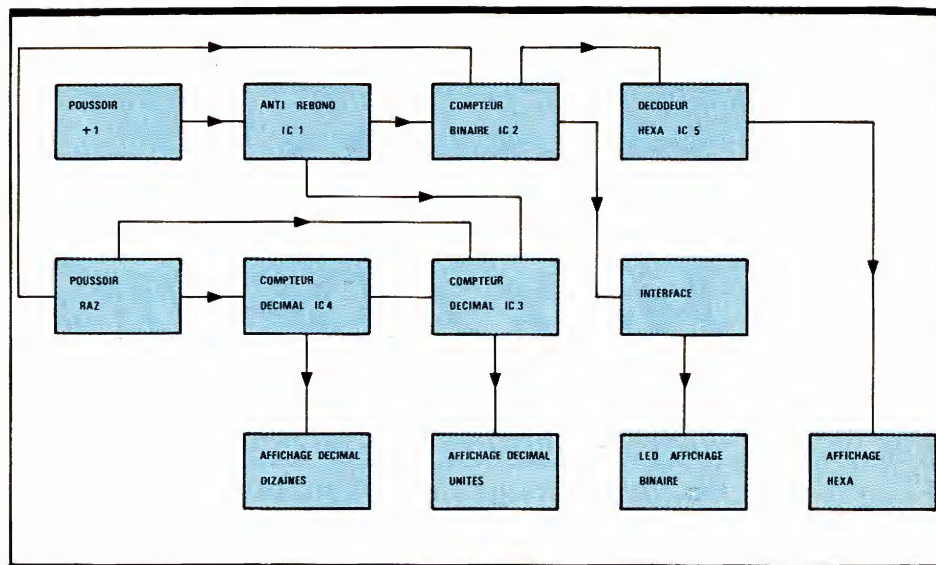 POUSSOIR
+1
ANTI REBOND
IC 1
COMPTEUR
BINAIRE IC 2
DECODEUR
HEXA IC 5
POUSSOIR
RAZ
COMPTEUR
DECIMAL IC 4
COMPTEUR
DECIMAL IC 3
INTERFACE
AFFICHAGE DECIMAL
DIZAINES
AFFICHAGE DECIMAL
UNITES
LED AFFICHAGE
BINAIRE
AFFICHAGE
HEXA